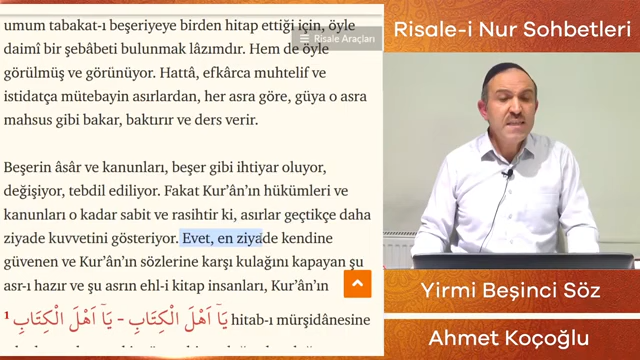 umum tabakat-ı beşeriyeye birden hitap ettiği için, öyle
daimî bir şebâbeti bulunmak lâzımdır. Hem de öyle
görülmüş ve görünüyor. Hattâ, efkârca muhtelif ve
istidatça mütebayin asırlardan, her asra göre, güya o asra
mahsus gibi bakar, baktırır ve ders verir.
Beşerin âsâr ve kanunları, beşer gibi ihtiyar oluyor,
değişiyor, tebdil ediliyor. Fakat Kur’ân’ın hükümleri ve
kanunları o kadar sabit ve rasihtir ki, asırlar geçtikçe daha
ziyade kuvvetini gösteriyor. Evet, en ziyade kendine
güvenen ve Kur’ân’ın sözlerine karşı kulağını kapayan şu
asr-ı hazır ve şu asrın ehl-i kitap insanları, Kur’ân’ın
1 يَاۤ اَهْلَ الْكِتَابِ - يَاۤ اَهْلَ الْكِتَابِ hitab-ı mürşidânesine
Risale Araçları
Risale-i Nur Sohbetleri
Yirmi Beşinci Söz
Ahmet Koçoğlu